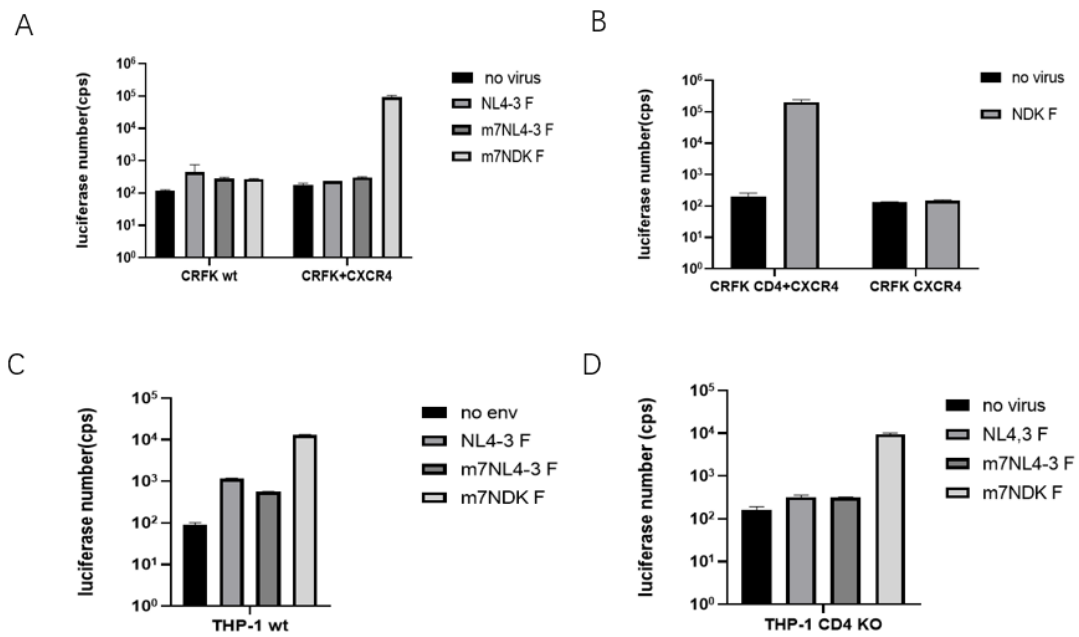 A
luciferase number(cps)
10⁶
10⁵
10⁴
10³
10²
10¹
10⁰
CRFK wt
CRFK+CXCR4
no virus
NL4-3 F
m7NL4-3 F
m7NDK F
B
luciferase number(cps)
10⁶
10⁵
10⁴
10³
10²
10¹
10⁰
CRFK CD4+CXCR4
CRFK CXCR4
no virus
NDK F
C
luciferase number(cps)
10⁵
10⁴
10³
10²
10¹
10⁰
THP-1 wt
no env
NL4-3 F
m7NL4-3 F
m7NDK F
D
luciferase number (cps)
10⁵
10⁴
10³
10²
10¹
10⁰
THP-1 CD4 KO
no virus
NL4,3 F
m7NL4-3 F
m7NDK F